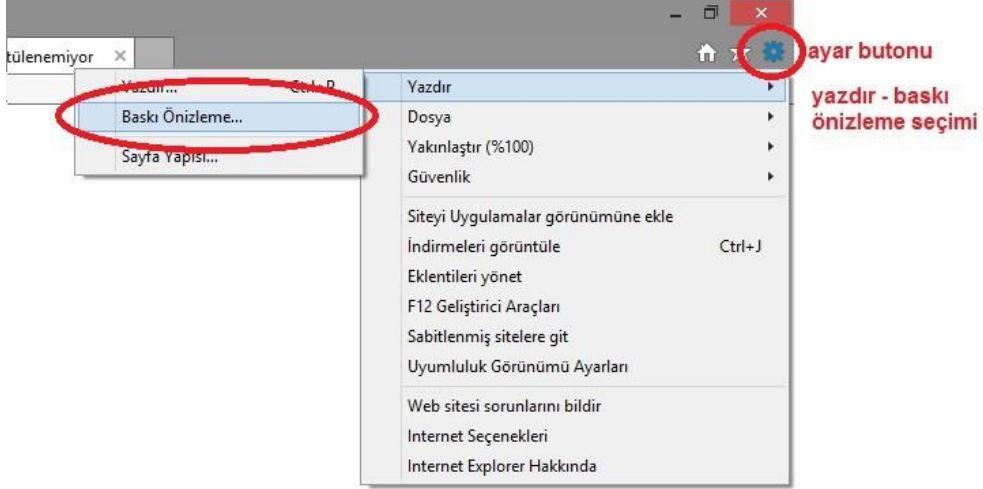 tülenemiyor
ayar butonu
yazdır - baskı
önizleme seçimi
Yazdır... Ctrl+P
Baskı Önizleme...
Sayfa Yapısı...
Yazdır
Dosya
Yakınlaştır (%100)
Güvenlik
Siteyi Uygulamalar görünümüne ekle
İndirmeleri görüntüle Ctrl+J
Eklentileri yönet
F12 Geliştirici Araçları
Sabitlenmiş sitelere git
Uyumluluk Görünümü Ayarları
Web sitesi sorunlarını bildir
Internet Seçenekleri
Internet Explorer Hakkında